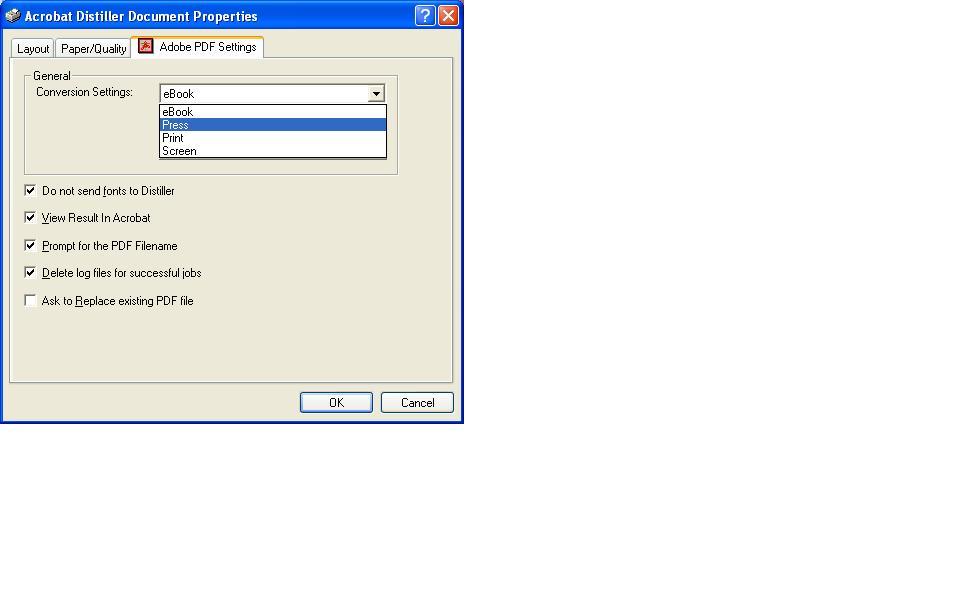 Acrobat Distiller Document Properties
Layout Paper/Quality Adobe PDF Settings
General
Conversion Settings: eBook
eBook
Press
Print
Screen
Do not send fonts to Distiller
View Result In Acrobat
Prompt for the PDF Filename
Delete log files for successful jobs
Ask to Replace existing PDF file
OK Cancel